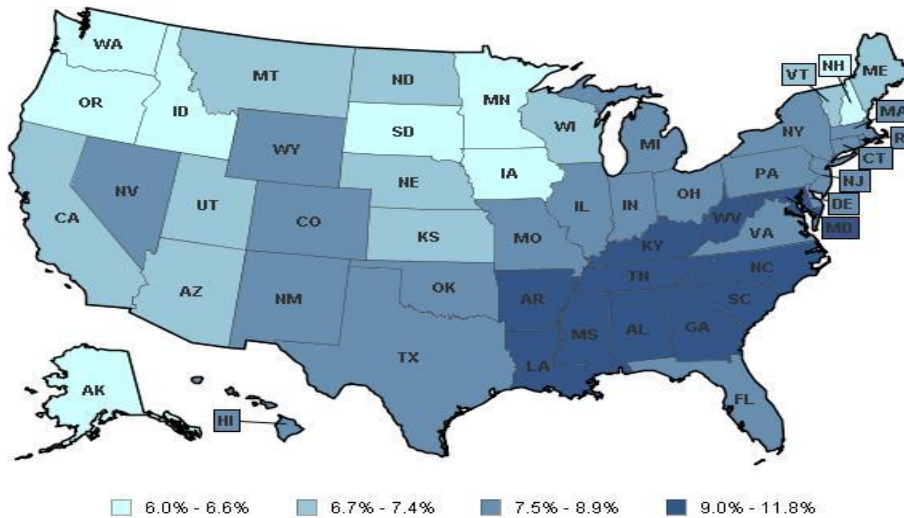 WA
MT
ND
MN
VT
NH
ME
OR
ID
SD
WI
MI
NY
MA
R
CT
WY
IA
PA
NJ
NV
NE
IL
IN
OH
DE
UT
CO
WV
VA
MD
CA
KS
MO
KY
AZ
NM
OK
AR
TN
NC
SC
MS
AL
GA
TX
LA
AK
FL
HI
6.0% - 6.6%
6.7% - 7.4%
7.5% - 8.9%
9.0% - 11.8%